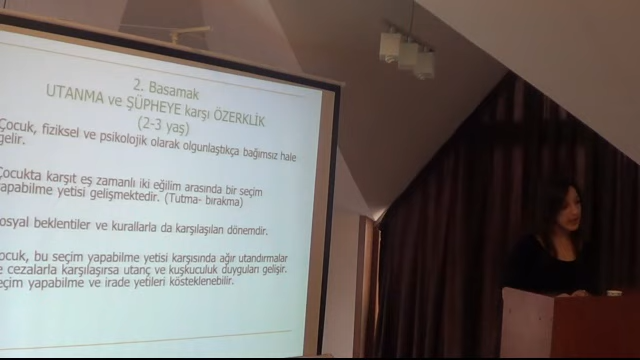 2. Basamak
UTANMA ve ŞÜPHEYE karşı ÖZERKLİK
(2-3 yaş)
Çocuk, fiziksel ve psikolojik olarak olgunlaştıkça bağımsız hale
gelir.
Çocukta karşıt eş zamanlı iki eğilim arasında bir seçim
yapabilme yetisi gelişmektedir. (Tutma- bırakma)
osyal beklentiler ve kurallarla da karşılaşılan dönemdir.
ocuk, bu seçim yapabilme yetisi karşısında ağır utandırmalar
e cezalarla karşılaşırsa utanç ve kuşkuculuk duyguları gelişir.
eçim yapabilme ve irade yetileri kösteklenebilir.